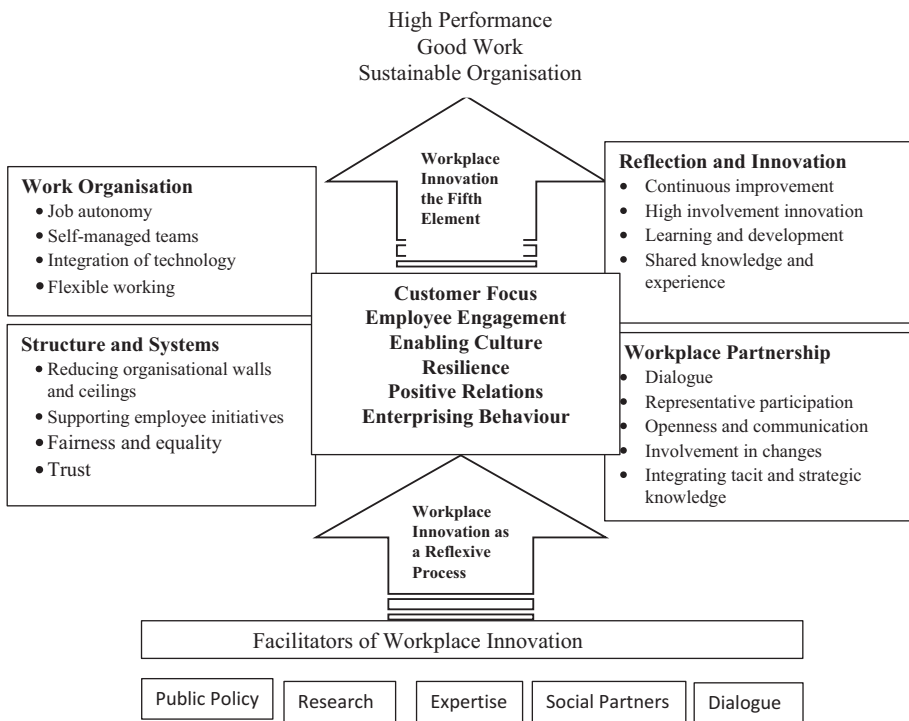 High Performance
Good Work
Sustainable Organisation
Workplace
Innovation
the Fifth
Element
Work Organisation
• Job autonomy
• Self-managed teams
• Integration of technology
• Flexible working
Reflection and Innovation
• Continuous improvement
• High involvement innovation
• Learning and development
• Shared knowledge and
experience
Customer Focus
Employee Engagement
Enabling Culture
Resilience
Positive Relations
Enterprising Behaviour
Structure and Systems
• Reducing organisational walls
and ceilings
• Supporting employee initiatives
• Fairness and equality
• Trust
Workplace Partnership
• Dialogue
• Representative participation
• Openness and communication
• Involvement in changes
• Integrating tacit and strategic
knowledge
Workplace
Innovation as
a Reflexive
Process
Facilitators of Workplace Innovation
Public Policy
Research
Expertise
Social Partners
Dialogue